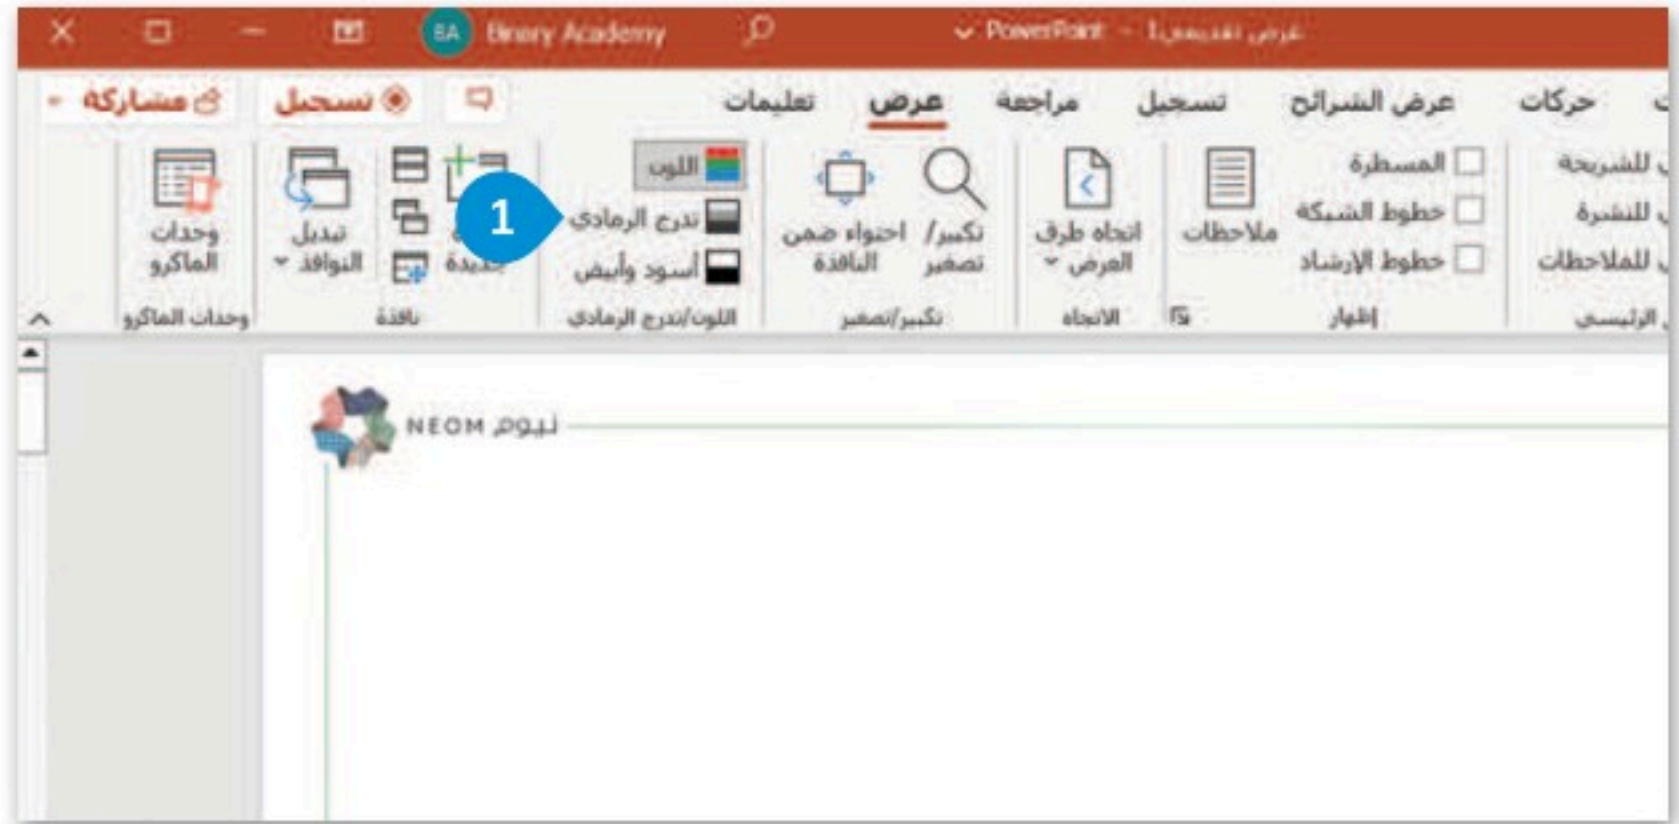 عرض تقديمي1 - PowerPoint
Binary Academy
BA
حركات
عرض الشرائح
تسجيل
مراجعة
عرض
تعليمات
تسجيل
مشاركة
للشريحة
للنشرة
للملاحظات
الرئيسي
المسطرة
خطوط الشبكة
خطوط الإرشاد
ملاحظات
إظهار
اتجاه طرق
العرض
الاتجاه
تكبير/
تصغير
احتواء ضمن
النافذة
تكبير/تصغير
اللون
تدرج الرمادي
أسود وأبيض
اللون/تدرج الرمادي
1
جديدة
تبديل
النوافذ
نافذة
وحدات
الماكرو
وحدات الماكرو
NEOM نيوم